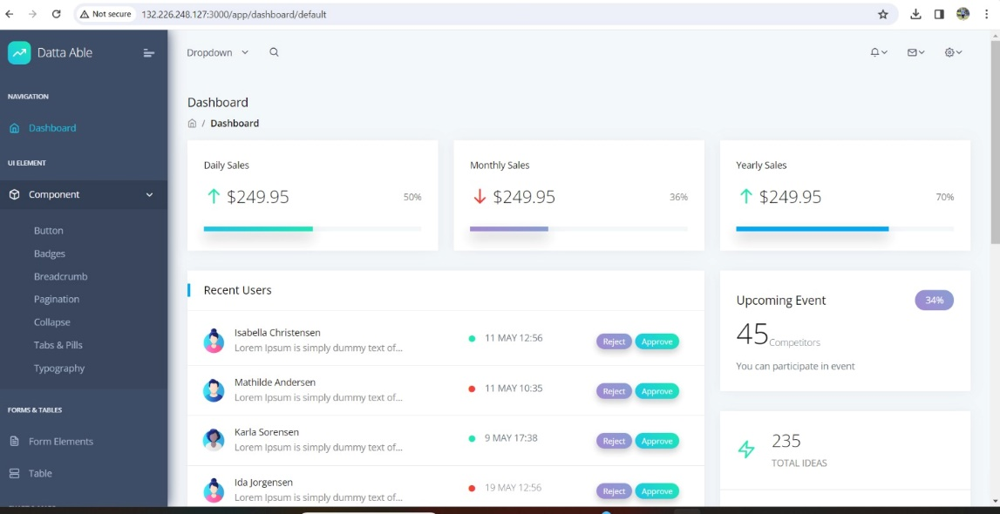 Not secure 132.226.248.127:3000/app/dashboard/default
Datta Able
Dropdown
NAVIGATION
Dashboard
UI ELEMENT
Component
Button
Badges
Breadcrumb
Pagination
Collapse
Tabs & Pills
Typography
FORMS & TABLES
Form Elements
Table
Dashboard
/ Dashboard
Daily Sales
$249.95 50%
Monthly Sales
$249.95 36%
Yearly Sales
$249.95 70%
Recent Users
Isabella Christensen
Lorem Ipsum is simply dummy text of...
11 MAY 12:56 Reject Approve
Mathilde Andersen
Lorem Ipsum is simply dummy text of...
11 MAY 10:35 Reject Approve
Karla Sorensen
Lorem Ipsum is simply dummy text of...
9 MAY 17:38 Reject Approve
Ida Jorgensen
Lorem Ipsum is simply dummy text of...
19 MAY 12:56 Reject Approve
Upcoming Event 34%
45 Competitors
You can participate in event
235
TOTAL IDEAS